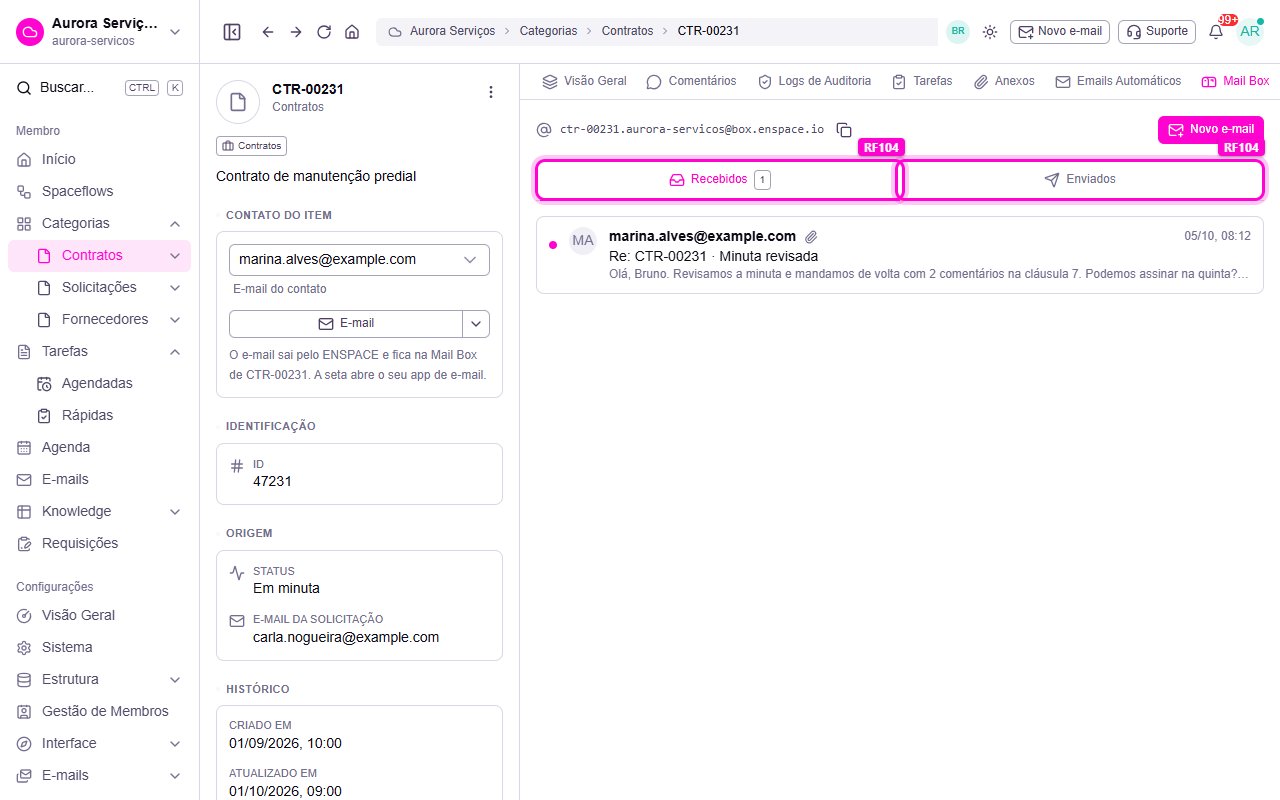 Aurora Serviç...
aurora-servicos
Aurora Serviços
Categorias
Contratos
CTR-00231
BR
Novo e-mail
Suporte
99+
AR
Buscar...
CTRL
K
Membro
Início
Spaceflows
Categorias
Contratos
Solicitações
Fornecedores
Tarefas
Agendadas
Rápidas
Agenda
E-mails
Knowledge
Requisições
Configurações
Visão Geral
Sistema
Estrutura
Gestão de Membros
Interface
E-mails
CTR-00231
Contratos
Contratos
Contrato de manutenção predial
CONTATO DO ITEM
marina.alves@example.com
E-mail do contato
E-mail
O e-mail sai pelo ENSPACE e fica na Mail Box
de CTR-00231. A seta abre o seu app de e-mail.
IDENTIFICAÇÃO
ID
47231
ORIGEM
STATUS
Em minuta
E-MAIL DA SOLICITAÇÃO
carla.nogueira@example.com
HISTÓRICO
CRIADO EM
01/09/2026, 10:00
ATUALIZADO EM
01/10/2026, 09:00
Visão Geral
Comentários
Logs de Auditoria
Tarefas
Anexos
Emails Automáticos
Mail Box
ctr-00231.aurora-servicos@box.enspace.io
Novo e-mail
RF104
RF104
Recebidos 1
Enviados
MA
marina.alves@example.com
05/10, 08:12
Re: CTR-00231 · Minuta revisada
Olá, Bruno. Revisamos a minuta e mandamos de volta com 2 comentários na cláusula 7. Podemos assinar na quinta?...